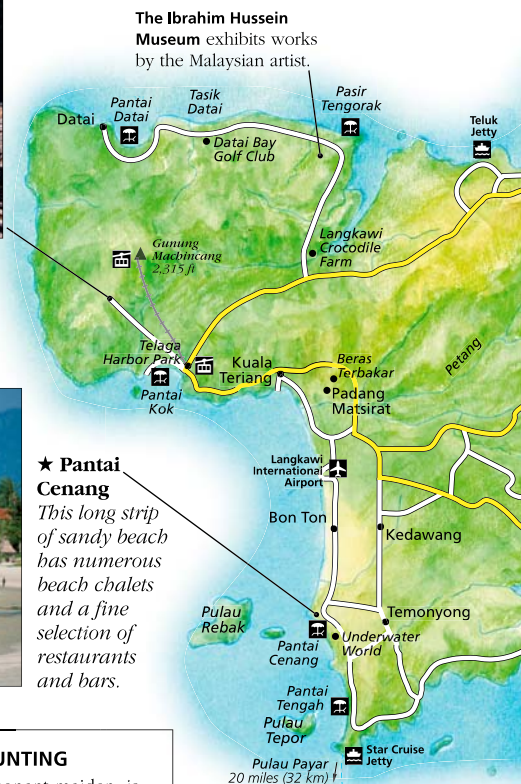 The Ibrahim Hussein
Museum exhibits works
by the Malaysian artist.
Datai
Pantai
Datai
Tasik
Datai
Datai Bay
Golf Club
Pasir
Tengorak
Teluk
Jetty
Gunung
Machincang
2,315 ft
Langkawi
Crocodile
Farm
Telaga
Harbor Park
Pantai
Kok
Kuala
Teriang
Beras
Terbakar
Padang
Matsirat
Petang
★ Pantai
Cenang
This long strip
of sandy beach
has numerous
beach chalets
and a fine
selection of
restaurants
and bars.
Langkawi
International
Airport
Bon Ton
Kedawang
Pulau
Rebak
Temonyong
Underwater
World
Pantai
Cenang
Pantai
Tengah
Pulau
Tepor
Star Cruise
Jetty
Pulau Payar
20 miles (32 km)
UNTING